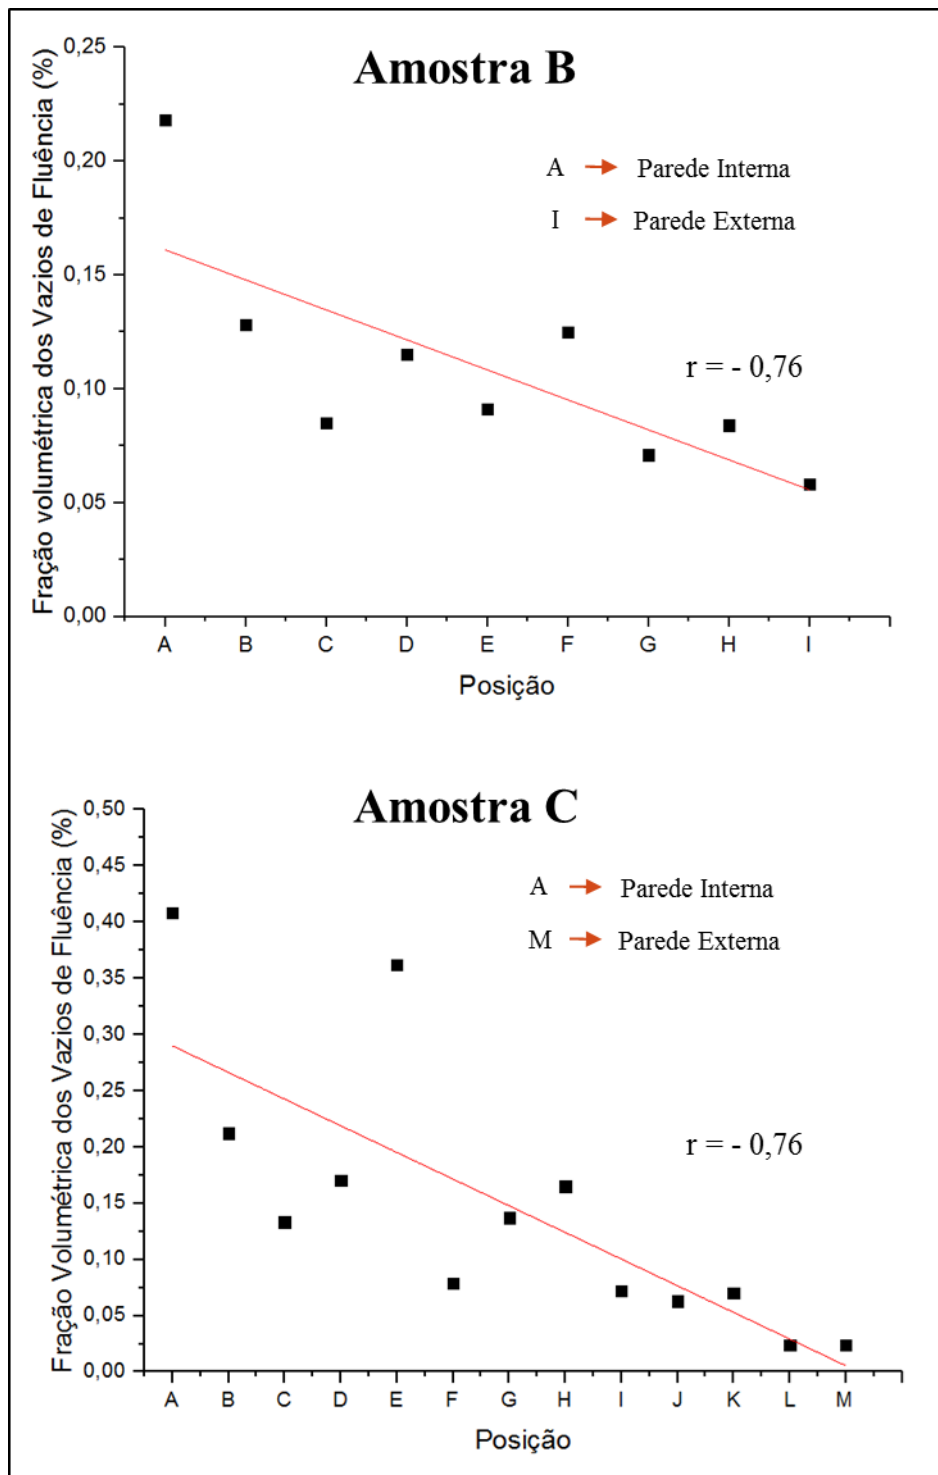 Amostra B
Fração volumétrica dos Vazios de Fluência (%)
0,25
0,20
0,15
0,10
0,05
0,00
A → Parede Interna
I → Parede Externa
r = - 0,76
A B C D E F G H I
Posição
Amostra C
Fração Volumétrica dos Vazios de Fluência (%)
0,50
0,45
0,40
0,35
0,30
0,25
0,20
0,15
0,10
0,05
0,00
A → Parede Interna
M → Parede Externa
r = - 0,76
A B C D E F G H I J K L M
Posição